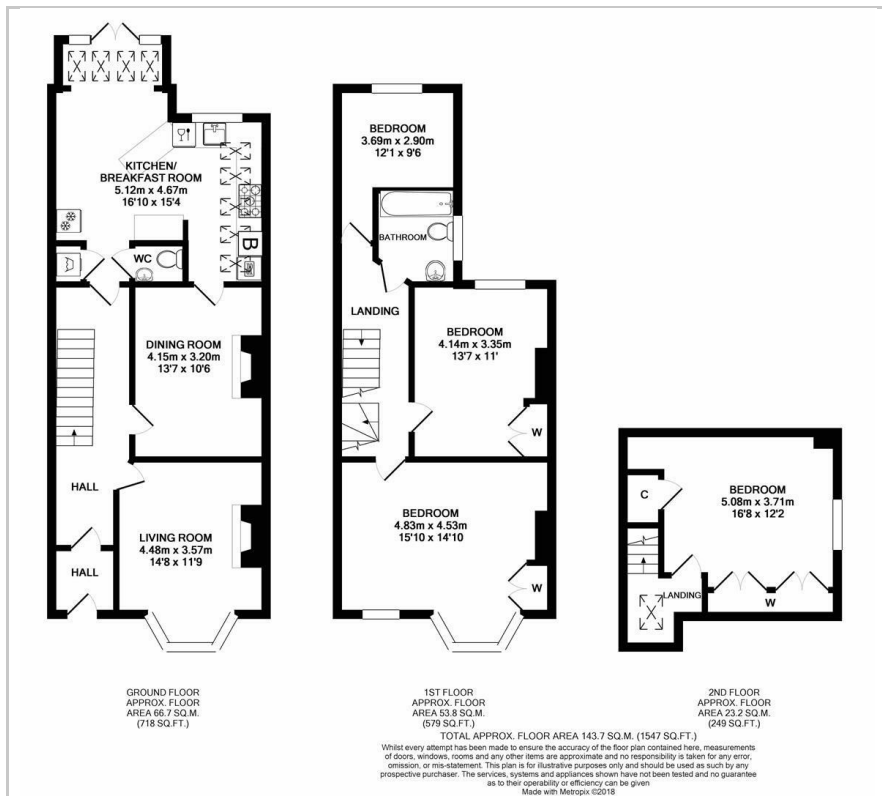 KITCHEN/
BREAKFAST ROOM
5.12m x 4.67m
16'10 x 15'4
B
WC
DINING ROOM
4.15m x 3.20m
13'7 x 10'6
HALL
LIVING ROOM
4.48m x 3.57m
14'8 x 11'9
HALL
GROUND FLOOR
APPROX. FLOOR
AREA 66.7 SQ.M.
(718 SQ.FT.)
BEDROOM
3.69m x 2.90m
12'1 x 9'6
BATHROOM
LANDING
BEDROOM
4.14m x 3.35m
13'7 x 11'
W
BEDROOM
4.83m x 4.53m
15'10 x 14'10
W
1ST FLOOR
APPROX. FLOOR
AREA 53.8 SQ.M.
(579 SQ.FT.)
C
BEDROOM
5.08m x 3.71m
16'8 x 12'2
LANDING
W
2ND FLOOR
APPROX. FLOOR
AREA 23.2 SQ.M.
(249 SQ.FT.)
TOTAL APPROX. FLOOR AREA 143.7 SQ.M. (1547 SQ.FT.)
Whilst every attempt has been made to ensure the accuracy of the floor plan contained here, measurements
of doors, windows, rooms and any other items are approximate and no responsibility is taken for any error,
omission, or mis-statement. This plan is for illustrative purposes only and should be used as such by any
prospective purchaser. The services, systems and appliances shown have not been tested and no guarantee
as to their operability or efficiency can be given
Made with Metropix ©2018